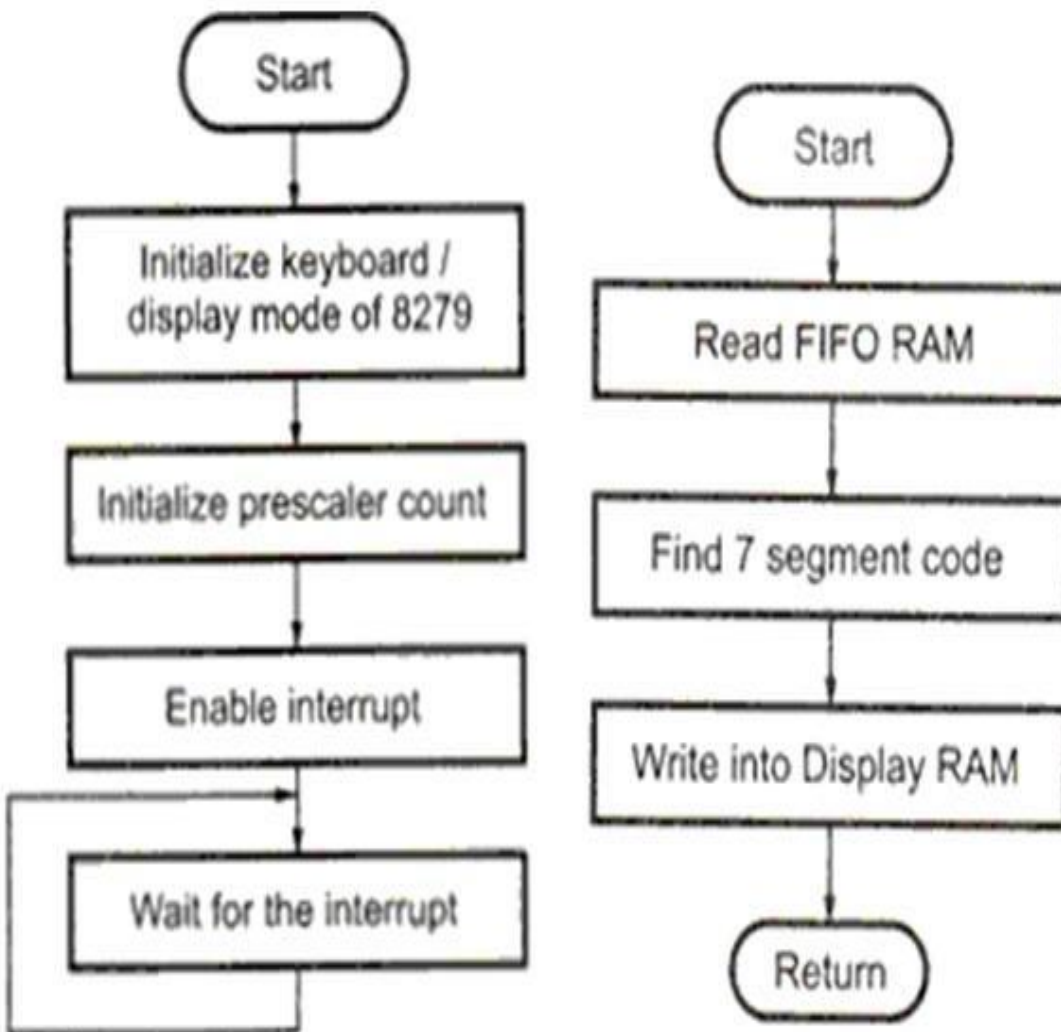 Start
Initialize keyboard /
display mode of 8279
Initialize prescaler count
Enable interrupt
Wait for the interrupt
Start
Read FIFO RAM
Find 7 segment code
Write into Display RAM
Return